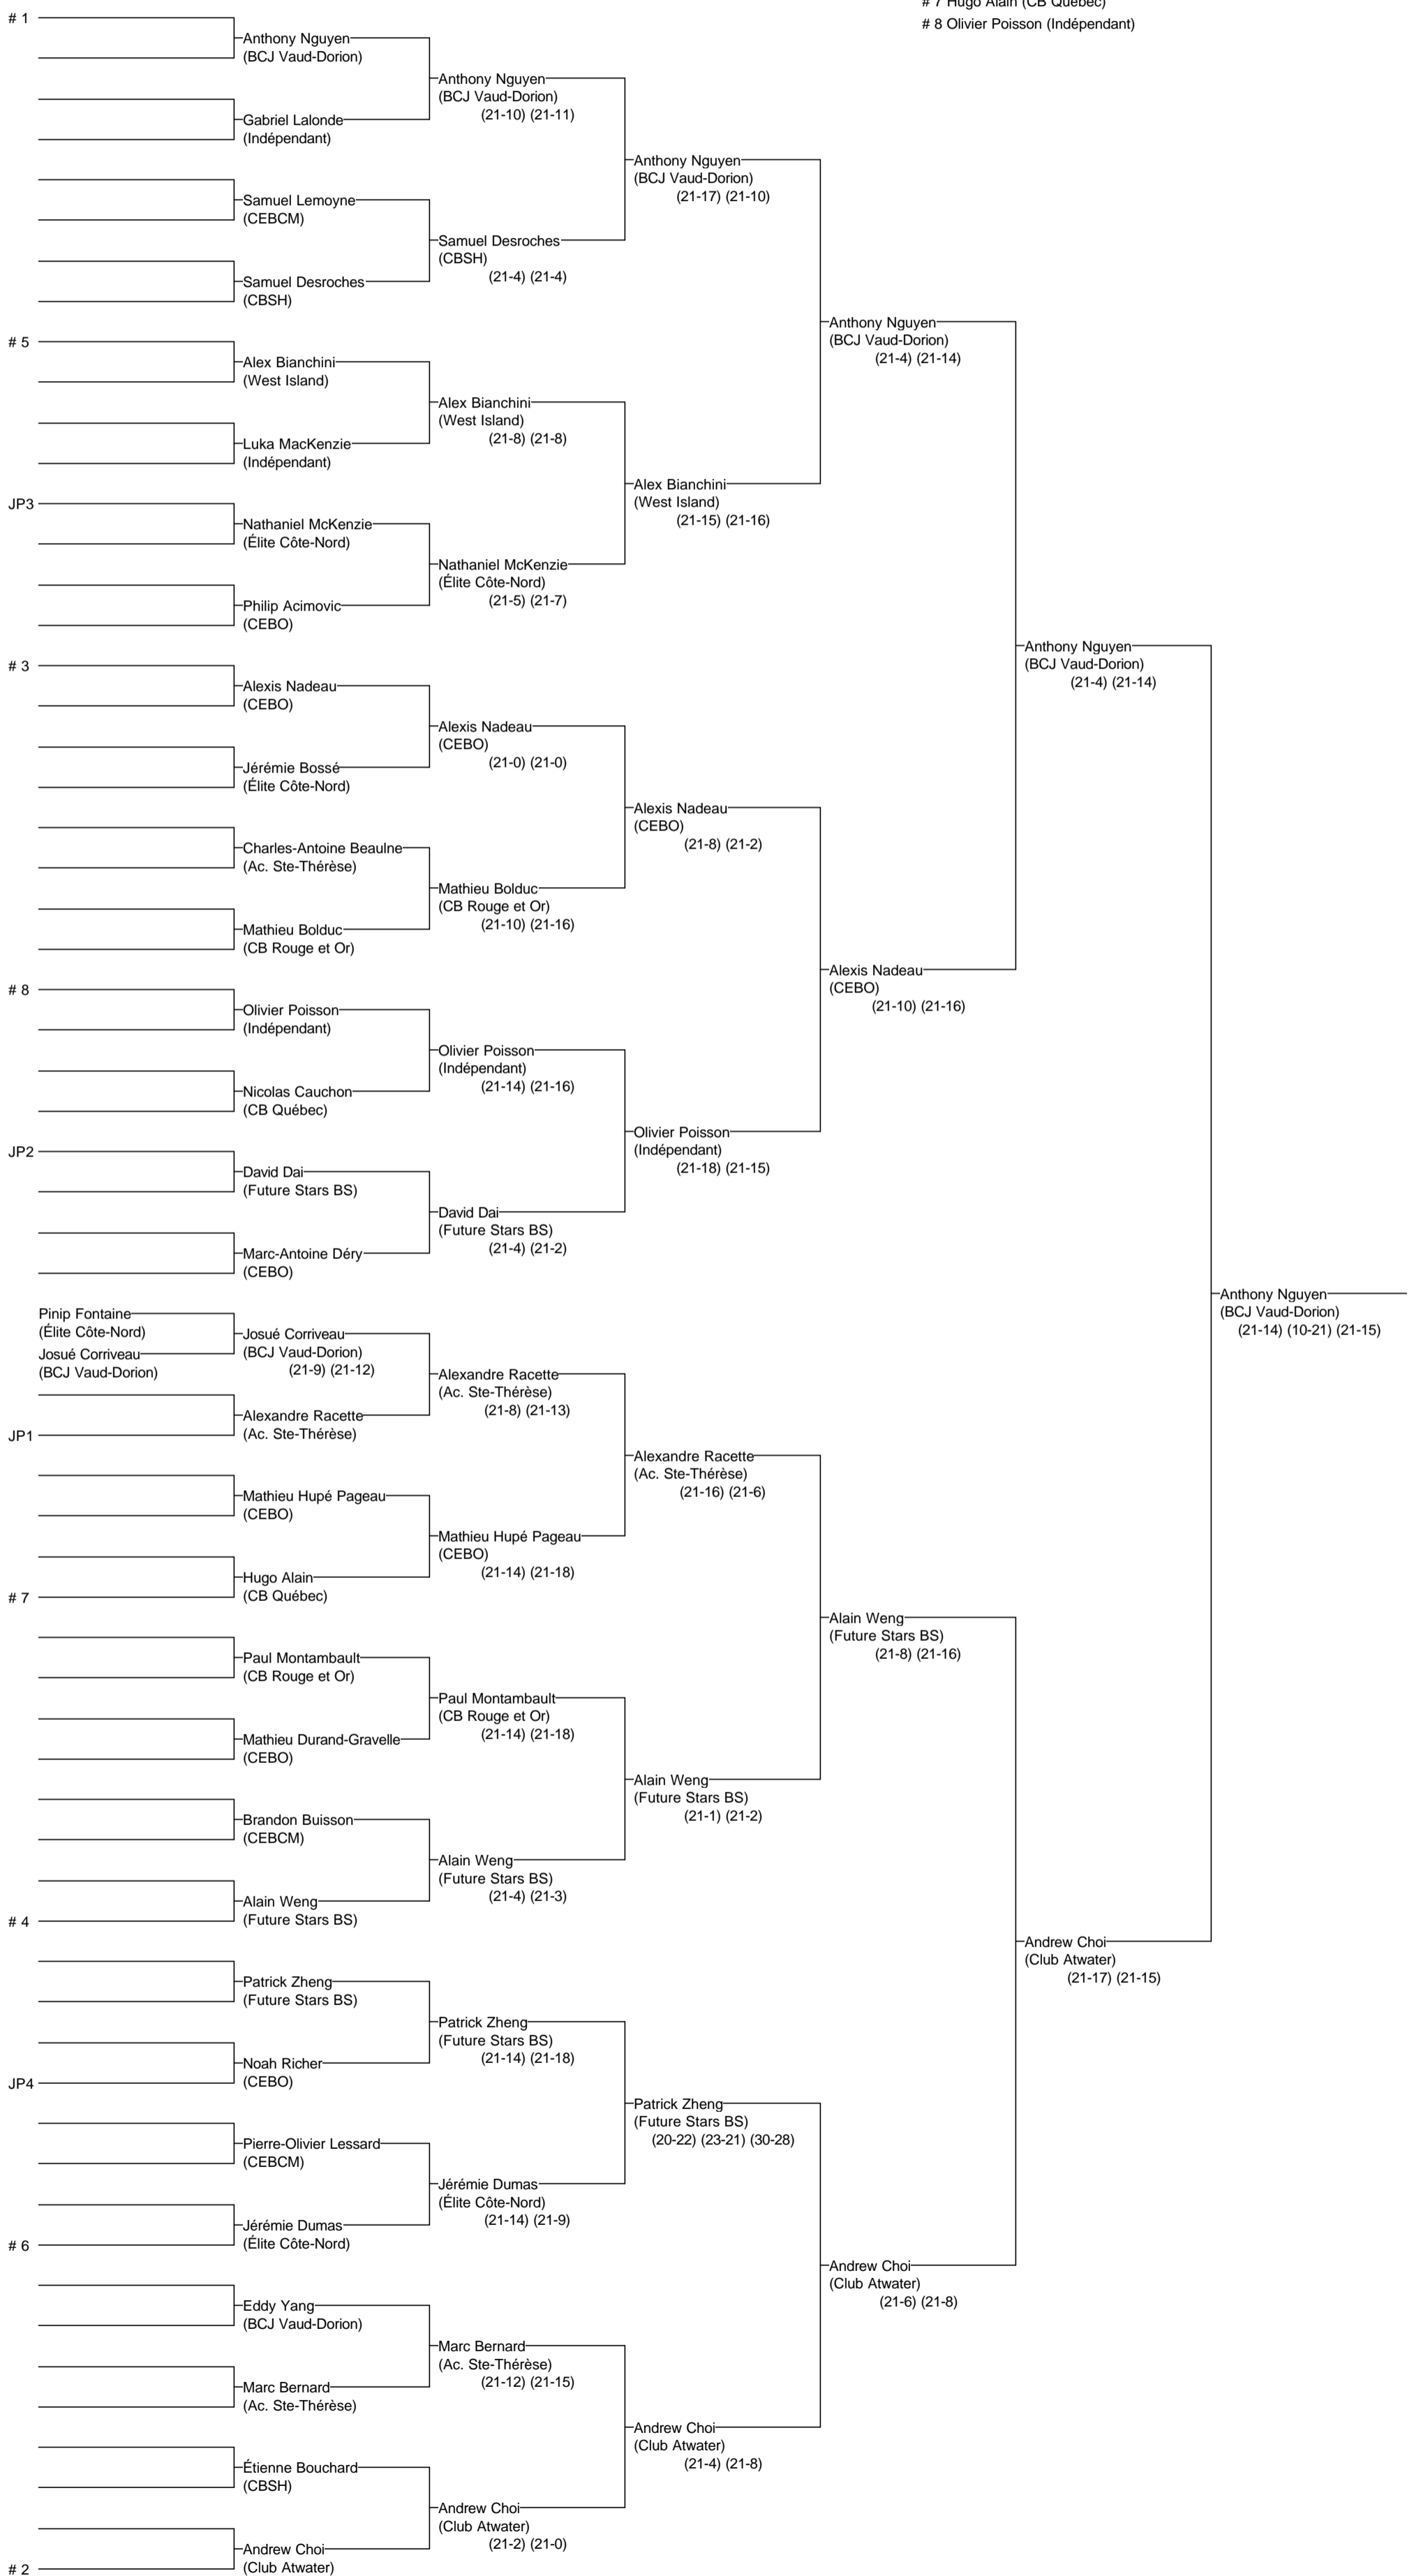 # 7 Hugo Alain (CB Québec)
# 8 Olivier Poisson (Indépendant)
# 1
Anthony Nguyen
(BCJ Vaud-Dorion)
Anthony Nguyen
(BCJ Vaud-Dorion)
(21-10) (21-11)
Gabriel Lalonde
(Indépendant)
Anthony Nguyen
(BCJ Vaud-Dorion)
(21-17) (21-10)
Samuel Lemoyne
(CEBCM)
Samuel Desroches
(CBSH)
(21-4) (21-4)
Samuel Desroches
(CBSH)
Anthony Nguyen
(BCJ Vaud-Dorion)
(21-4) (21-14)
# 5
Alex Bianchini
(West Island)
Alex Bianchini
(West Island)
(21-8) (21-8)
Luka MacKenzie
(Indépendant)
Alex Bianchini
(West Island)
(21-15) (21-16)
JP3
Nathaniel McKenzie
(Élite Côte-Nord)
Nathaniel McKenzie
(Élite Côte-Nord)
(21-5) (21-7)
Philip Acimovic
(CEBO)
Anthony Nguyen
(BCJ Vaud-Dorion)
(21-4) (21-14)
# 3
Alexis Nadeau
(CEBO)
Alexis Nadeau
(CEBO)
(21-0) (21-0)
Jérémie Bossé
(Élite Côte-Nord)
Alexis Nadeau
(CEBO)
(21-8) (21-2)
Charles-Antoine Beaulne
(Ac. Ste-Thérèse)
Mathieu Bolduc
(CB Rouge et Or)
(21-10) (21-16)
Mathieu Bolduc
(CB Rouge et Or)
Alexis Nadeau
(CEBO)
(21-10) (21-16)
# 8
Olivier Poisson
(Indépendant)
Olivier Poisson
(Indépendant)
(21-14) (21-16)
Nicolas Cauchon
(CB Québec)
Olivier Poisson
(Indépendant)
(21-18) (21-15)
JP2
David Dai
(Future Stars BS)
David Dai
(Future Stars BS)
(21-4) (21-2)
Marc-Antoine Déry
(CEBO)
Anthony Nguyen
(BCJ Vaud-Dorion)
(21-14) (10-21) (21-15)
Pinip Fontaine
(Élite Côte-Nord)
Josué Corriveau
(BCJ Vaud-Dorion)
(21-9) (21-12)
Josué Corriveau
(BCJ Vaud-Dorion)
Alexandre Racette
(Ac. Ste-Thérèse)
(21-8) (21-13)
Alexandre Racette
(Ac. Ste-Thérèse)
JP1
Alexandre Racette
(Ac. Ste-Thérèse)
(21-16) (21-6)
Mathieu Hupé Pageau
(CEBO)
Mathieu Hupé Pageau
(CEBO)
(21-14) (21-18)
Hugo Alain
(CB Québec)
# 7
Alain Weng
(Future Stars BS)
(21-8) (21-16)
Paul Montambault
(CB Rouge et Or)
Paul Montambault
(CB Rouge et Or)
(21-14) (21-18)
Mathieu Durand-Gravelle
(CEBO)
Alain Weng
(Future Stars BS)
(21-1) (21-2)
Brandon Buisson
(CEBCM)
Alain Weng
(Future Stars BS)
(21-4) (21-3)
Alain Weng
(Future Stars BS)
# 4
Andrew Choi
(Club Atwater)
(21-17) (21-15)
Patrick Zheng
(Future Stars BS)
Patrick Zheng
(Future Stars BS)
(21-14) (21-18)
Noah Richer
(CEBO)
JP4
Patrick Zheng
(Future Stars BS)
(20-22) (23-21) (30-28)
Pierre-Olivier Lessard
(CEBCM)
Jérémie Dumas
(Élite Côte-Nord)
(21-14) (21-9)
Jérémie Dumas
(Élite Côte-Nord)
# 6
Andrew Choi
(Club Atwater)
(21-6) (21-8)
Eddy Yang
(BCJ Vaud-Dorion)
Marc Bernard
(Ac. Ste-Thérèse)
(21-12) (21-15)
Marc Bernard
(Ac. Ste-Thérèse)
Andrew Choi
(Club Atwater)
(21-4) (21-8)
Étienne Bouchard
(CBSH)
Andrew Choi
(Club Atwater)
(21-2) (21-0)
Andrew Choi
(Club Atwater)
# 2